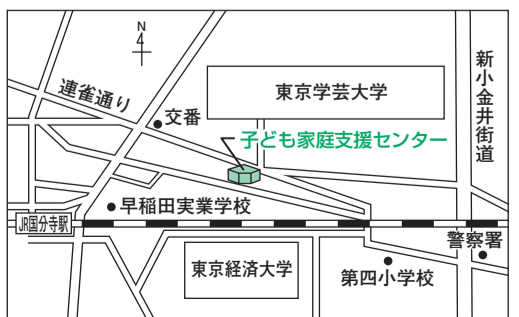 N
連雀通り
新小金井街道
東京学芸大学
交番
子ども家庭支援センター
早稲田実業学校
JR国分寺駅
警察署
東京経済大学
第四小学校